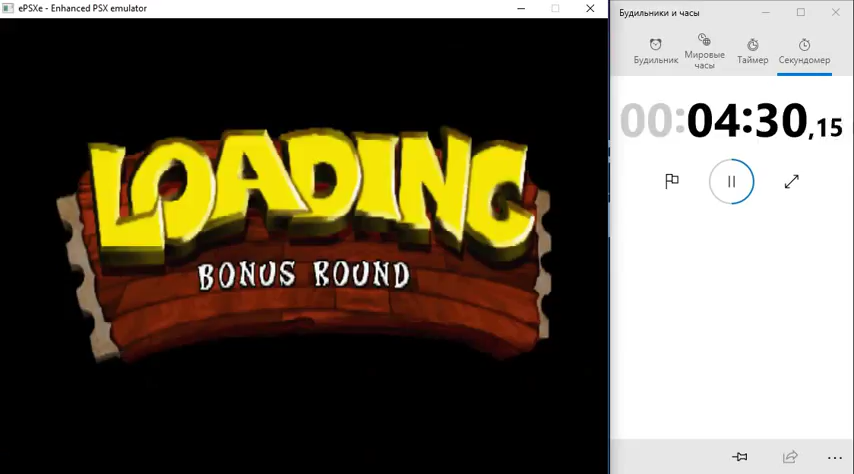 ePSXe - Enhanced PSX emulator
LOADING
BONUS ROUND
Будильники и часы
Будильник
Мировые
часы
Таймер
Секундомер
00:04:30,15